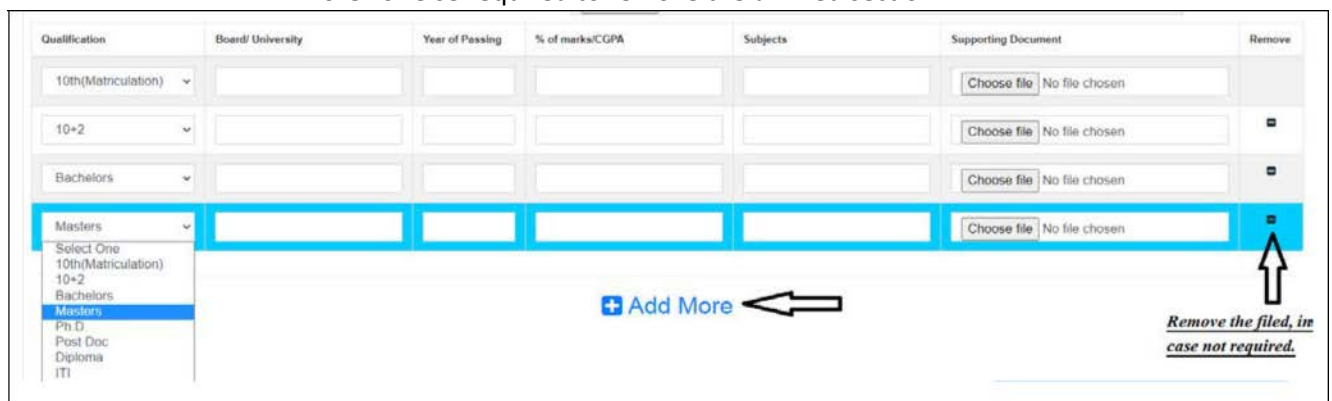 Qualification Board/ University Year of Passing % of marks/CGPA Subjects Supporting Document Remove
10th(Matriculation) Choose file No file chosen
10+2 Choose file No file chosen
Bachelors Choose file No file chosen
Masters Choose file No file chosen
Select One
10th(Matriculation)
10+2
Bachelors
Masters
Ph.D.
Post Doc
Diploma
ITI
Add More
Remove the filed, in
case not required.